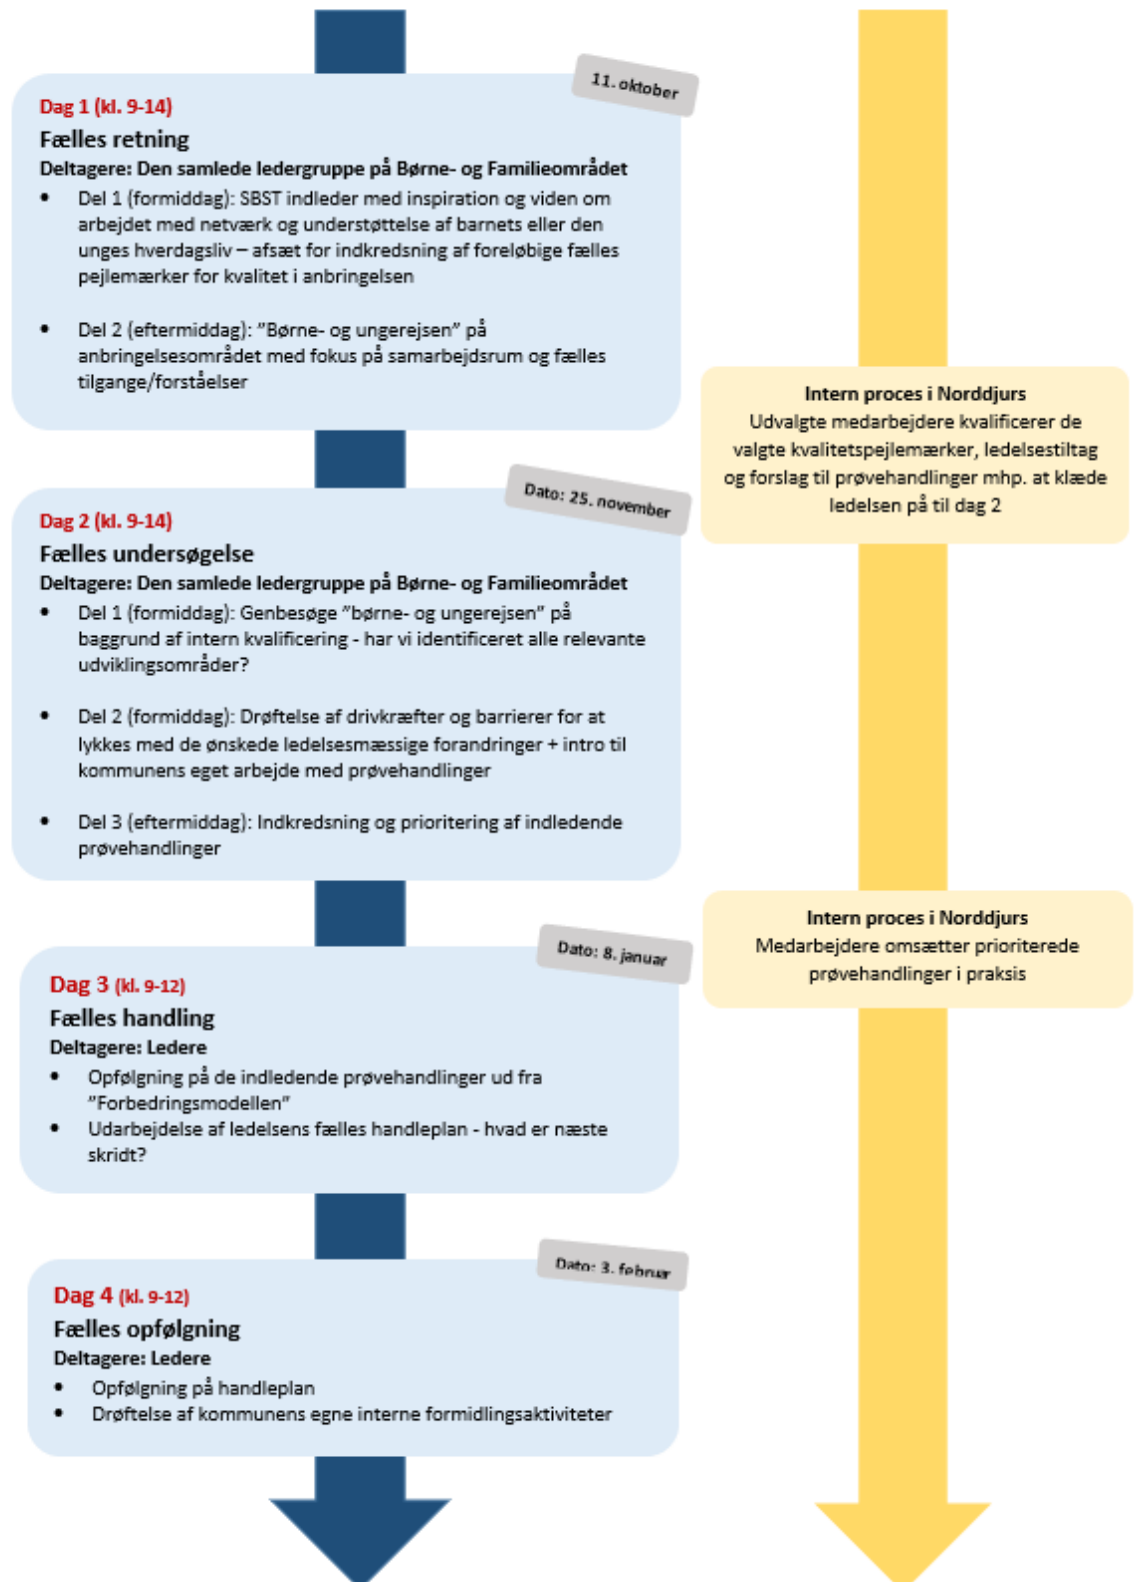 11. oktober
Dag 1 (kl. 9-14)
Fælles retning
Deltagere: Den samlede ledergruppe på Børne- og Familieområdet
• Del 1 (formiddag): SBST indleder med inspiration og viden om
arbejdet med netværk og understøttelse af barnets eller den
unges hverdagsliv – afsæt for indkredsning af foreløbige fælles
pejlemærker for kvalitet i anbringelsen
• Del 2 (eftermiddag): ”Børne- og ungerejsen” på
anbringelsesområdet med fokus på samarbejdsrum og fælles
tilgange/forståelser
Intern proces i Norddjurs
Udvalgte medarbejdere kvalificerer de
valgte kvalitetspejlemærker, ledelsestiltag
og forslag til prøvehandlinger mhp. at klæde
ledelsen på til dag 2
Dato: 25. november
Dag 2 (kl. 9-14)
Fælles undersøgelse
Deltagere: Den samlede ledergruppe på Børne- og Familieområdet
• Del 1 (formiddag): Genbesøge ”børne- og ungerejsen” på
baggrund af intern kvalificering - har vi identificeret alle relevante
udviklingsområder?
• Del 2 (formiddag): Drøftelse af drivkræfter og barrierer for at
lykkes med de ønskede ledelsesmæssige forandringer + intro til
kommunens eget arbejde med prøvehandlinger
• Del 3 (eftermiddag): Indkredsning og prioritering af indledende
prøvehandlinger
Intern proces i Norddjurs
Medarbejdere omsætter prioriterede
prøvehandlinger i praksis
Dato: 8. januar
Dag 3 (kl. 9-12)
Fælles handling
Deltagere: Ledere
• Opfølgning på de indledende prøvehandlinger ud fra
”Forbedringsmodellen”
• Udarbejdelse af ledelsens fælles handleplan - hvad er næste
skridt?
Dato: 3. februar
Dag 4 (kl. 9-12)
Fælles opfølgning
Deltagere: Ledere
• Opfølgning på handleplan
• Drøftelse af kommunens egne interne formidlingsaktiviteter